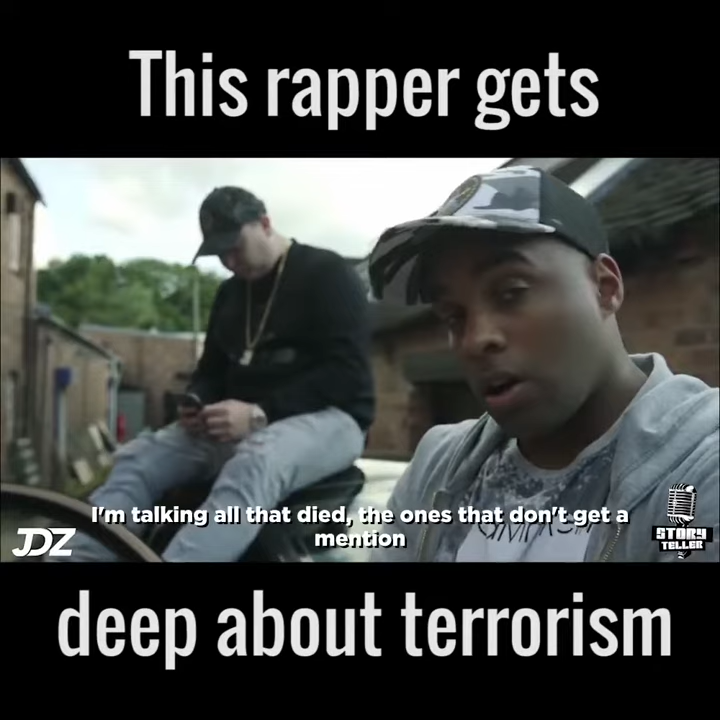 This rapper gets
I'm talking all that died, the ones that don't get a
mention
JDZ
STORY
TELLER
deep about terrorism